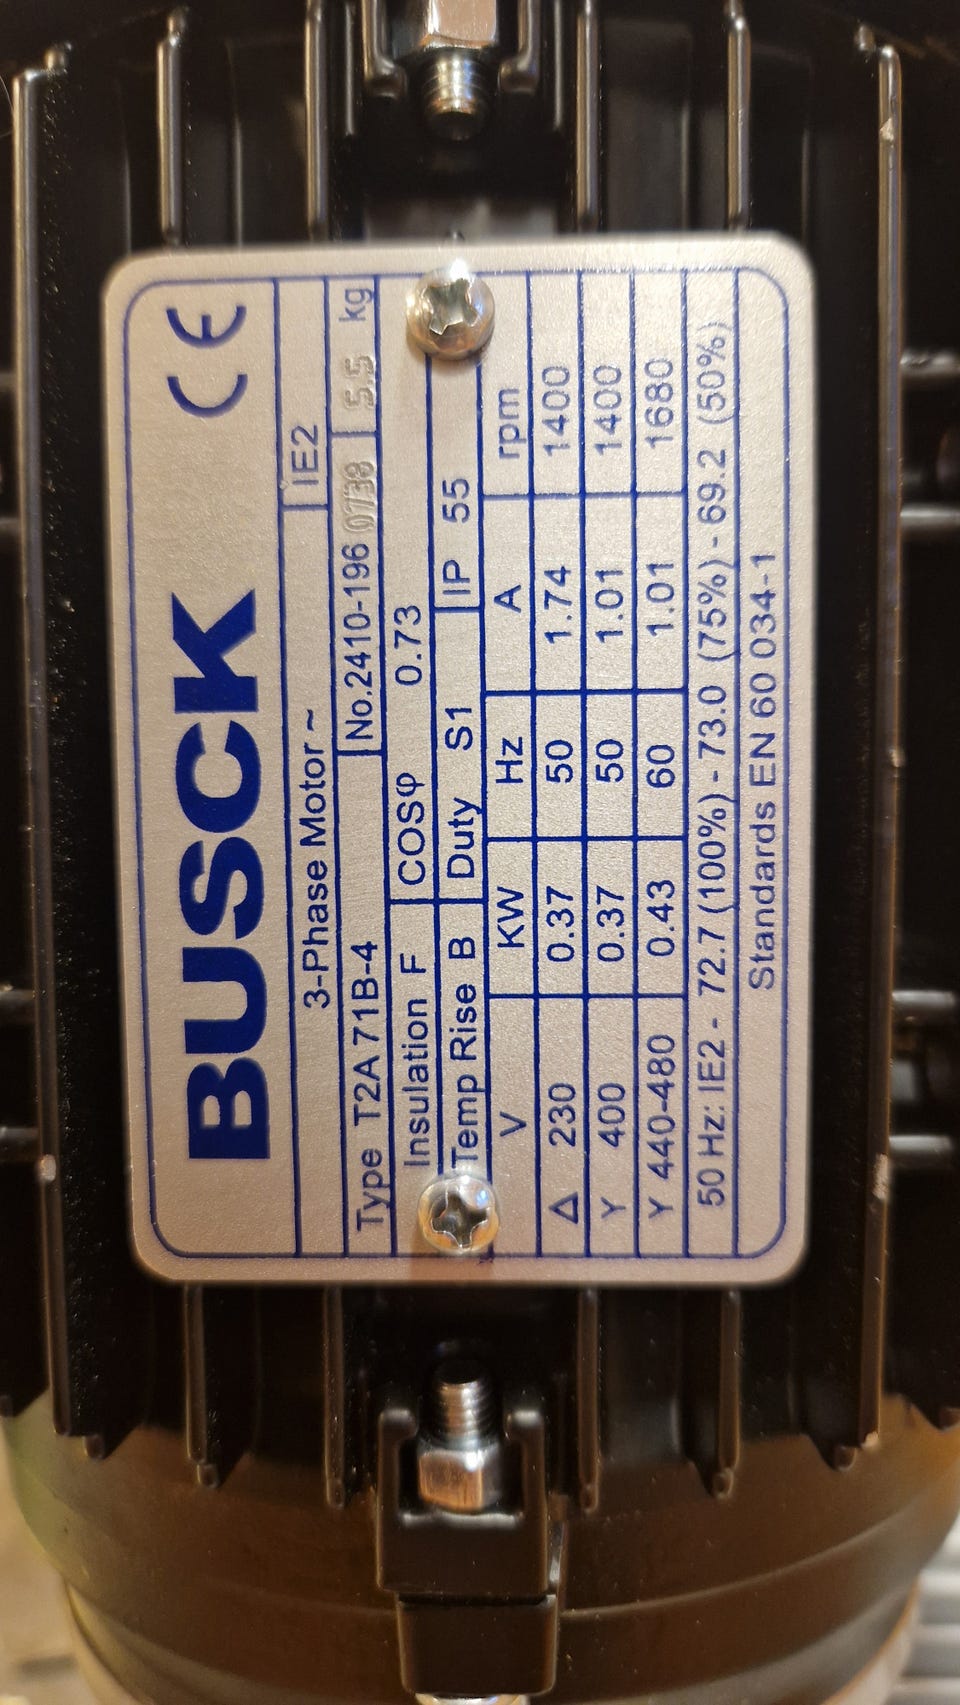 BUSCK CE
3-Phase Motor ~ IE2
Type T2A 71B-4 No.2410-196 01/38 5.5 kg
Insulation F COSφ 0.73
Temp Rise B Duty S1 IP 55
V KW Hz A rpm
Δ 230 0.37 50 1.74 1400
Y 400 0.37 50 1.01 1400
Y 440-480 0.43 60 1.01 1680
50 Hz: IE2 - 72.7 (100%) - 73.0 (75%) - 69.2 (50%)
Standards EN 60 034-1